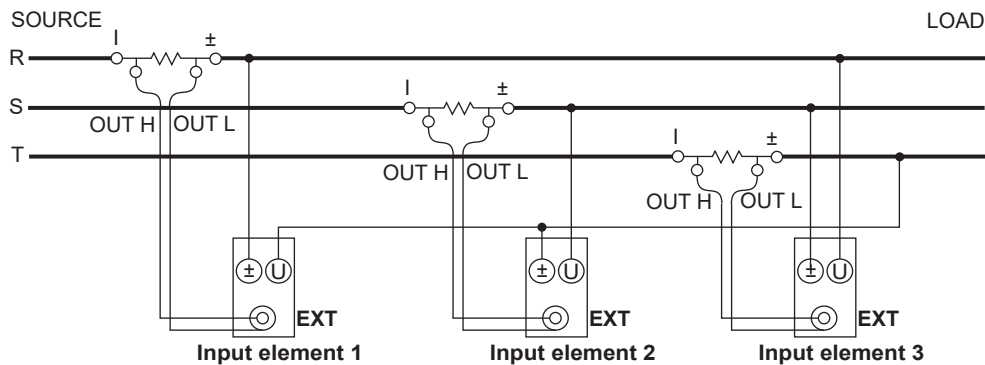 SOURCE
LOAD
I
±
R
I
±
S
OUT H
OUT L
I
±
T
OUT H
OUT L
OUT H
OUT L
±
U
±
U
±
U
EXT
EXT
EXT
Input element 1
Input element 2
Input element 3